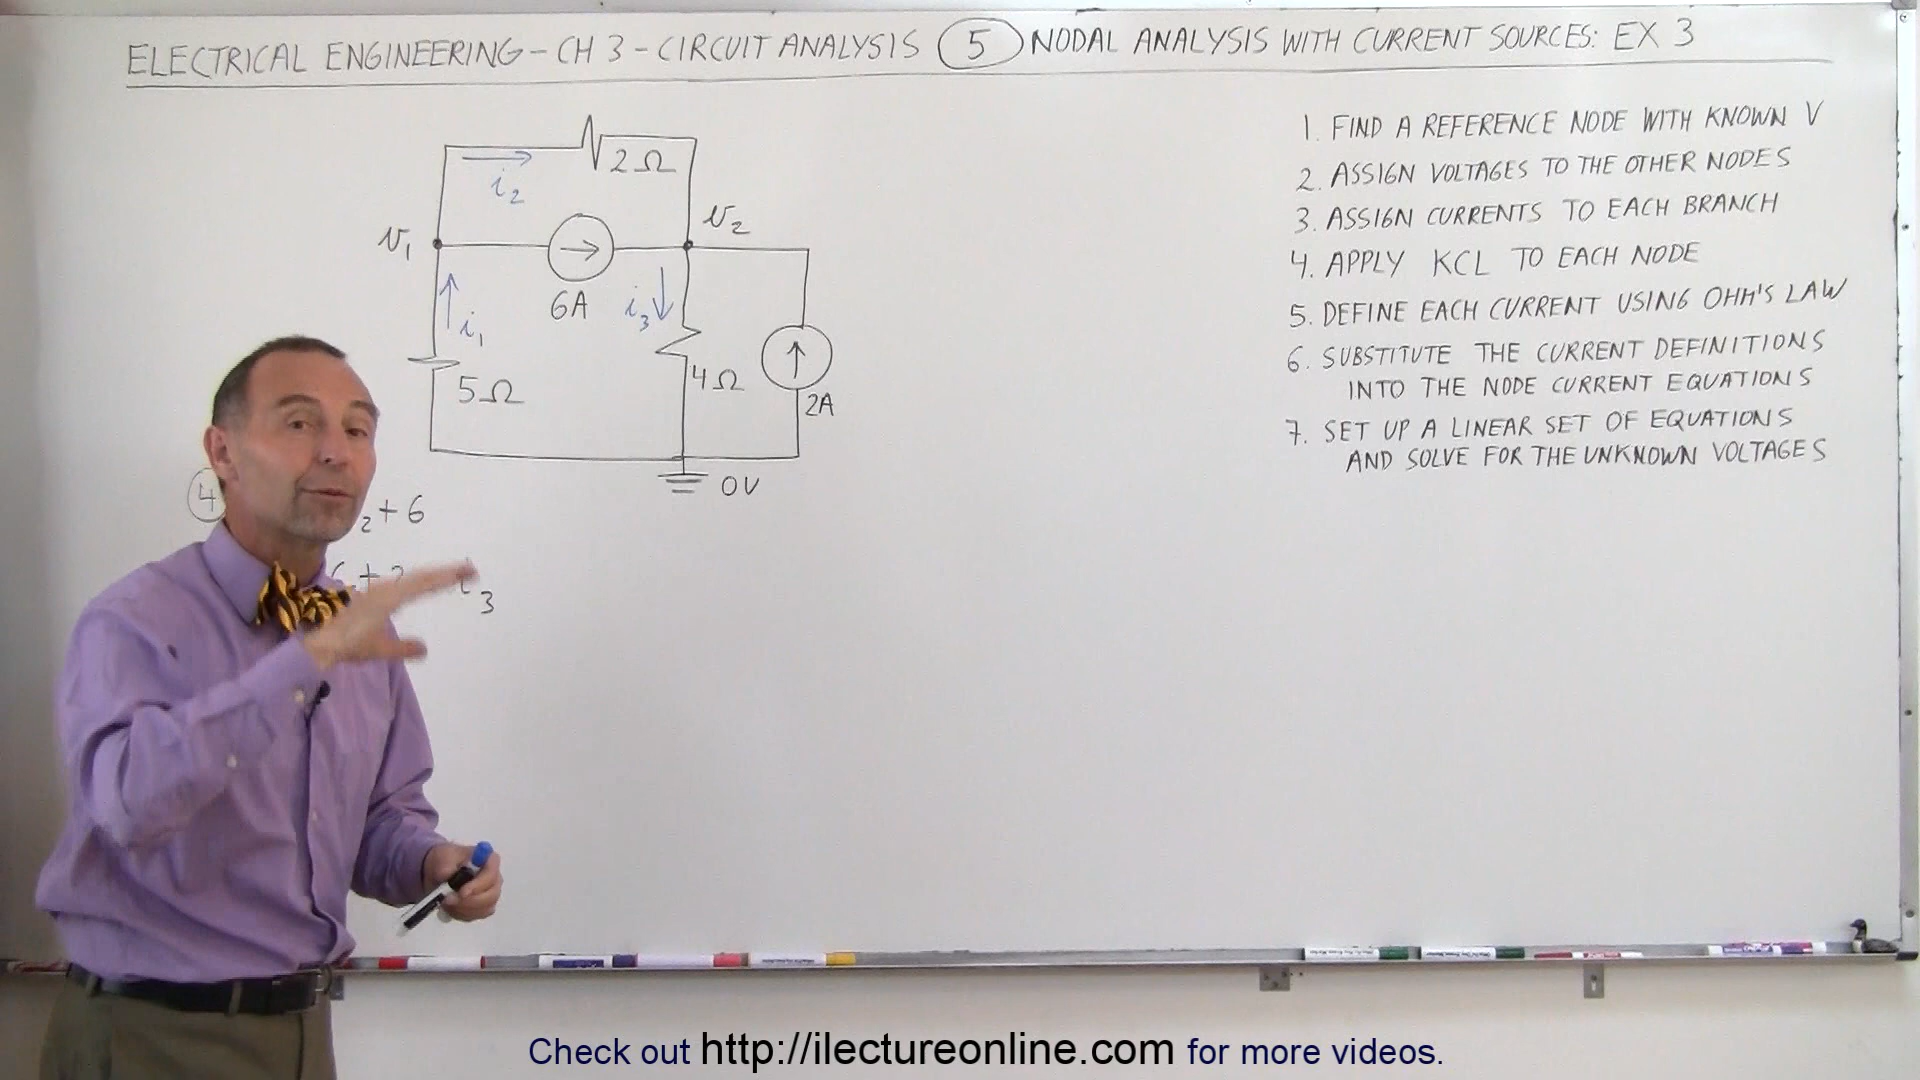 ELECTRICAL ENGINEERING - CH 3 - CIRCUIT ANALYSIS 5 NODAL ANALYSIS WITH CURRENT SOURCES: EX 3
1. FIND A REFERENCE NODE WITH KNOWN V
2. ASSIGN VOLTAGES TO THE OTHER NODES
3. ASSIGN CURRENTS TO EACH BRANCH
4. APPLY KCL TO EACH NODE
5. DEFINE EACH CURRENT USING OHM'S LAW
6. SUBSTITUTE THE CURRENT DEFINITIONS
INTO THE NODE CURRENT EQUATIONS
7. SET UP A LINEAR SET OF EQUATIONS
AND SOLVE FOR THE UNKNOWN VOLTAGES
2Ω
i₂
v₁
v₂
6A
i₃
i₁
5Ω
4Ω
2A
0V
4
₂ + 6
+ i₃
Check out http://ilectureonline.com for more videos.